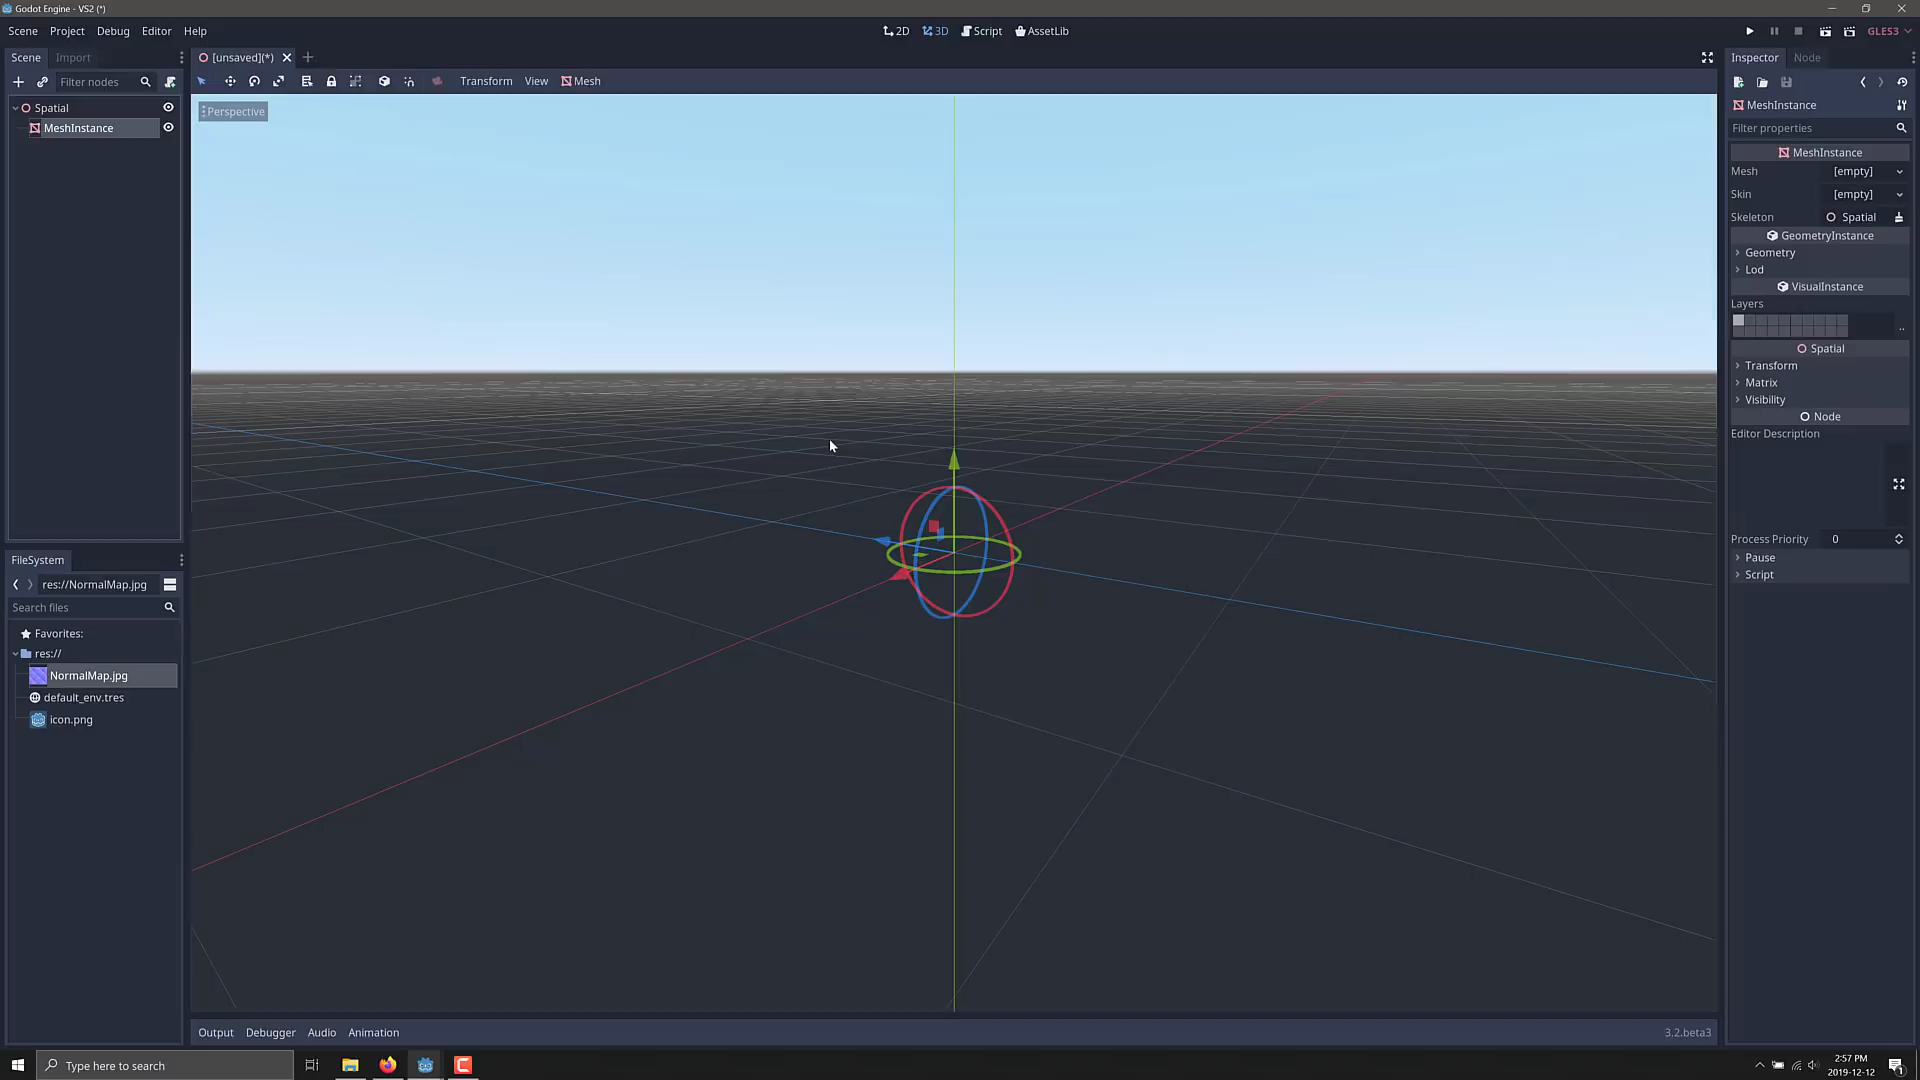 Godot Engine - VS2 (*)
Scene Project Debug Editor Help
2D 3D Script AssetLib
GLES3
Scene Import
Filter nodes
Spatial
MeshInstance
FileSystem
res://NormalMap.jpg
Search files
Favorites:
res://
NormalMap.jpg
default_env.tres
icon.png
[unsaved](*)
Transform View Mesh
Perspective
Output Debugger Audio Animation
3.2.beta3
Inspector Node
MeshInstance
Filter properties
MeshInstance
Mesh [empty]
Skin [empty]
Skeleton Spatial
GeometryInstance
Geometry
Lod
VisualInstance
Layers
..
Spatial
Transform
Matrix
Visibility
Node
Editor Description
Process Priority 0
Pause
Script
Type here to search
2:57 PM
2019-12-12
1